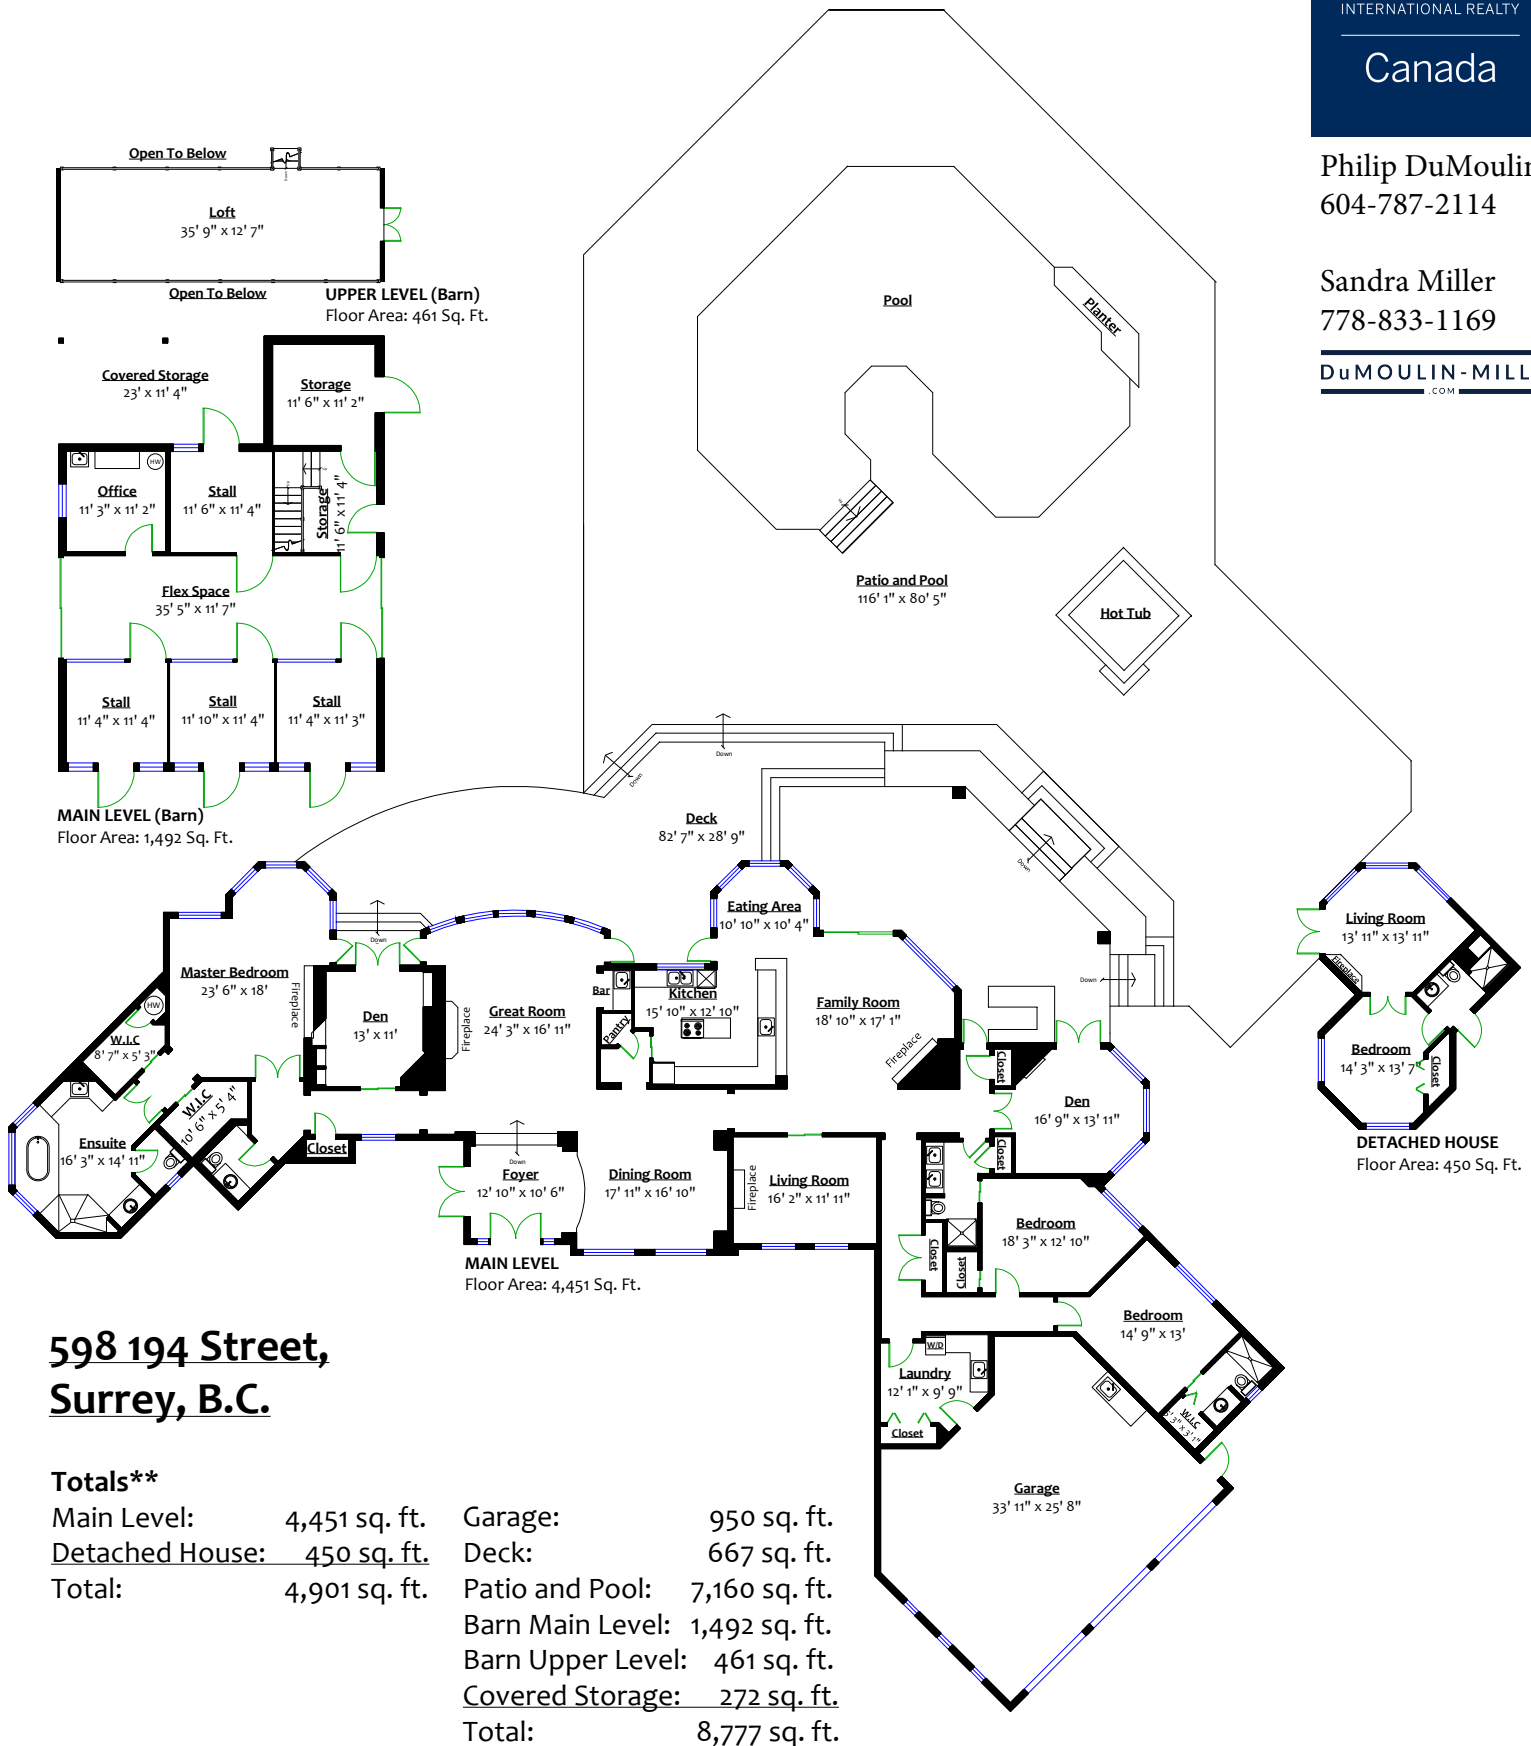 INTERNATIONAL REALTY
Canada
Philip DuMoulin
604-787-2114
Sandra Miller
778-833-1169
DuMOULIN-MILL
.COM
Open To Below
Loft
35' 9" x 12' 7"
Open To Below
UPPER LEVEL (Barn)
Floor Area: 461 Sq. Ft.
Covered Storage
23' x 11' 4"
Storage
11' 6" x 11' 2"
HW
Office
11' 3" x 11' 2"
Stall
11' 6" x 11' 4"
Storage
11' 6" x 11' 4"
Flex Space
35' 5" x 11' 7"
Stall
11' 4" x 11' 4"
Stall
11' 10" x 11' 4"
Stall
11' 4" x 11' 3"
MAIN LEVEL (Barn)
Floor Area: 1,492 Sq. Ft.
Pool
Planter
Patio and Pool
116' 1" x 80' 5"
Hot Tub
Down
Down
Deck
82' 7" x 28' 9"
Down
Down
Down
Eating Area
10' 10" x 10' 4"
Master Bedroom
23' 6" x 18'
Fireplace
HW
W.I.C
8' 7" x 5' 3"
W.I.C
10' 6" x 5' 4"
Ensuite
16' 3" x 14' 11"
Den
13' x 11'
Closet
Fireplace
Great Room
24' 3" x 16' 11"
Bar
Pantry
Kitchen
15' 10" x 12' 10"
Family Room
18' 10" x 17' 1"
Fireplace
Closet
Den
16' 9" x 13' 11"
Closet
Down
Foyer
12' 10" x 10' 6"
Dining Room
17' 11" x 16' 10"
Fireplace
Living Room
16' 2" x 11' 11"
MAIN LEVEL
Floor Area: 4,451 Sq. Ft.
Closet
Closet
Bedroom
18' 3" x 12' 10"
Bedroom
14' 9" x 13'
W.I.C
W/D
Laundry
12' 1" x 9' 9"
Closet
Garage
33' 11" x 25' 8"
Living Room
13' 11" x 13' 11"
Fireplace
Bedroom
14' 3" x 13' 7"
Closet
DETACHED HOUSE
Floor Area: 450 Sq. Ft.
598 194 Street,
Surrey, B.C.
Totals**
Main Level: 4,451 sq. ft.
Detached House: 450 sq. ft.
Total: 4,901 sq. ft.
Garage: 950 sq. ft.
Deck: 667 sq. ft.
Patio and Pool: 7,160 sq. ft.
Barn Main Level: 1,492 sq. ft.
Barn Upper Level: 461 sq. ft.
Covered Storage: 272 sq. ft.
Total: 8,777 sq. ft.